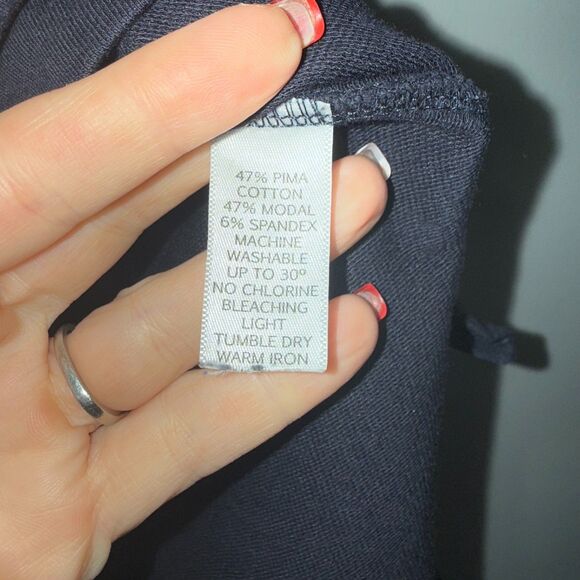 47% PIMA
COTTON
47% MODAL
6% SPANDEX
MACHINE
WASHABLE
UP TO 30º
NO CHLORINE
BLEACHING
LIGHT
TUMBLE DRY
WARM IRON